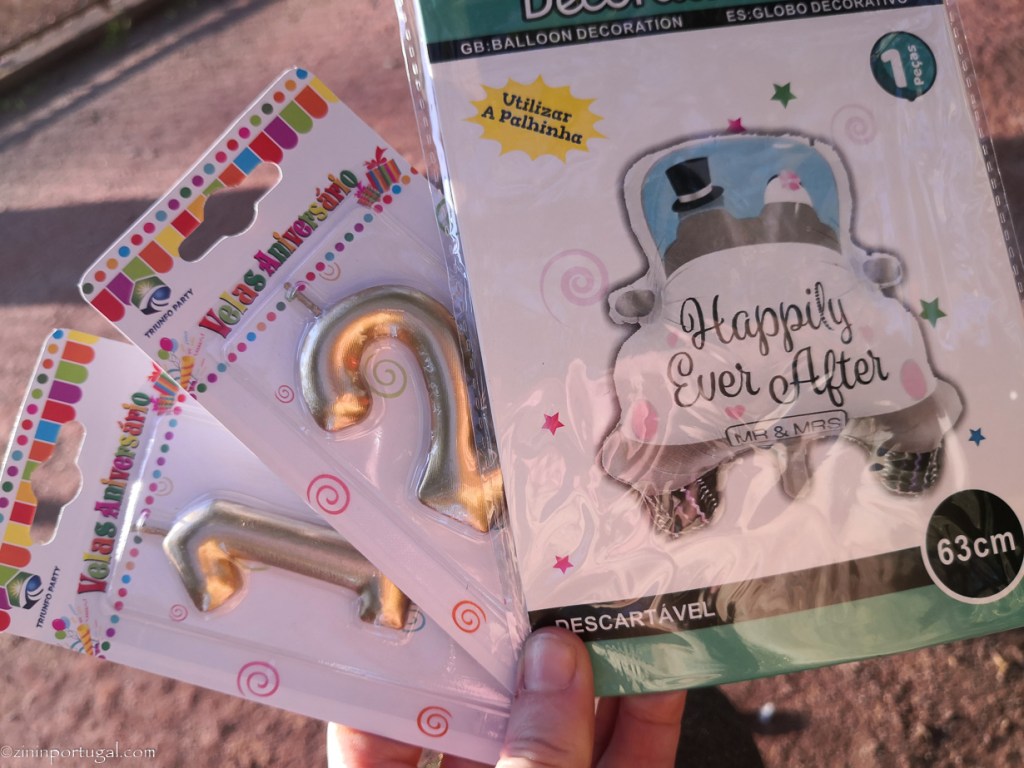 GB:BALLOON DECORATION
ES:GLOBO DECORATIVO
1
Peças
Utilizar
A Palhinha
Happily
Ever After
MR & MRS
63cm
DESCARTÁVEL
Velas Aniversário
TRIUNFO PARTY
Velas Aniversário
TRIUNFO PARTY
©zininportugal.com